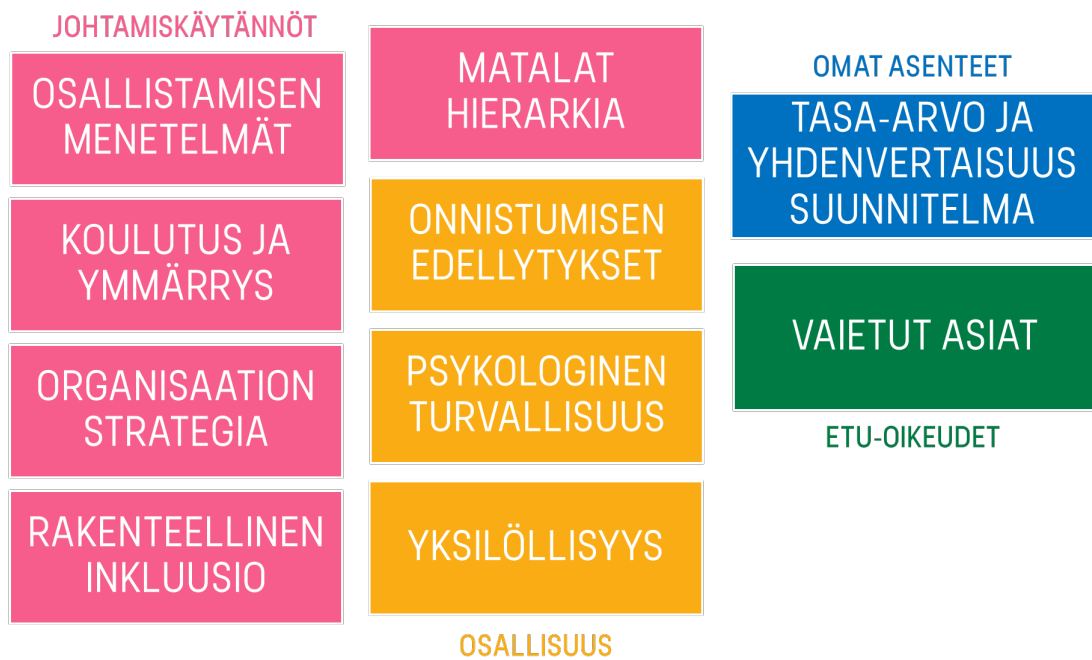 JOHTAMISKÄYTÄNNÖT
OSALLISTAMISEN
MENETELMÄT
KOULUTUS JA
YMMÄRRYS
ORGANISAATION
STRATEGIA
RAKENTEELLINEN
INKLUUSIO
MATALAT
HIERARKIA
ONNISTUMISEN
EDELLYTYKSET
PSYKOLOGINEN
TURVALLISUUS
YKSILÖLLISYYS
OSALLISUUS
OMAT ASENTEET
TASA-ARVO JA
YHDENVERTAISUUS
SUUNNITELMA
VAIETUT ASIAT
ETU-OIKEUDET